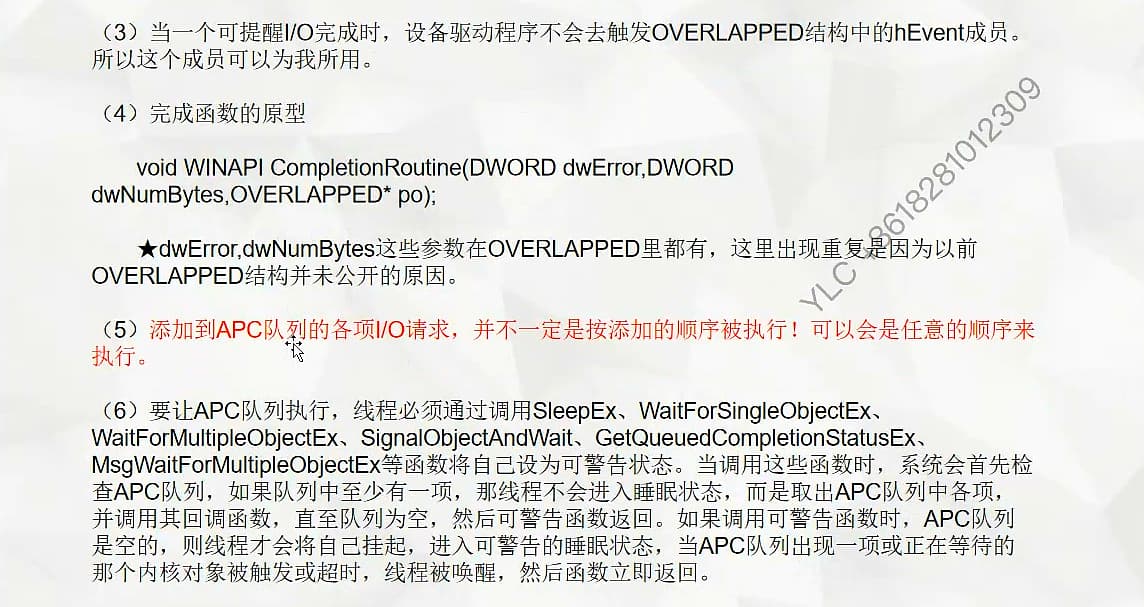 （3）当一个可提醒I/O完成时，设备驱动程序不会去触发OVERLAPPED结构中的hEvent成员。
所以这个成员可以为我所用。
（4）完成函数的原型
void WINAPI CompletionRoutine(DWORD dwError,DWORD
dwNumBytes,OVERLAPPED* po);
★dwError,dwNumBytes这些参数在OVERLAPPED里都有，这里出现重复是因为以前
OVERLAPPED结构并未公开的原因。
（5）添加到APC队列的各项I/O请求，并不一定是按添加的顺序被执行！可以会是任意的顺序来
执行。
（6）要让APC队列执行，线程必须通过调用SleepEx、WaitForSingleObjectEx、
WaitForMultipleObjectEx、SignalObjectAndWait、GetQueuedCompletionStatusEx、
MsgWaitForMultipleObjectEx等函数将自己设为可警告状态。当调用这些函数时，系统会首先检
查APC队列，如果队列中至少有一项，那线程不会进入睡眠状态，而是取出APC队列中各项，
并调用其回调函数，直至队列为空，然后可警告函数返回。如果调用可警告函数时，APC队列
是空的，则线程才会将自己挂起，进入可警告的睡眠状态，当APC队列出现一项或正在等待的
那个内核对象被触发或超时，线程被唤醒，然后函数立即返回。
YLC +8618281012309